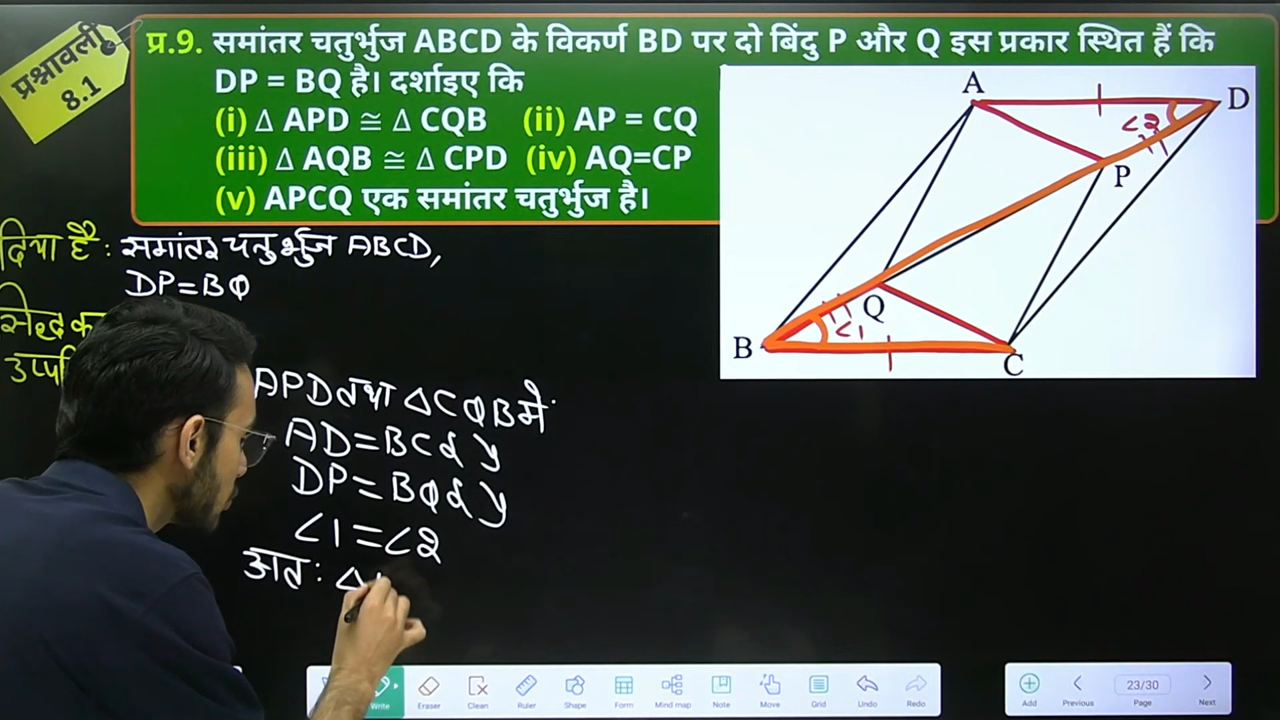 प्रश्नावली
8.1
प्र.9. समांतर चतुर्भुज ABCD के विकर्ण BD पर दो बिंदु P और Q इस प्रकार स्थित हैं कि
DP = BQ है। दर्शाइए कि
(i) Δ APD ≅ Δ CQB (ii) AP = CQ
(iii) Δ AQB ≅ Δ CPD (iv) AQ=CP
(v) APCQ एक समांतर चतुर्भुज है।
A
D
∠2
P
Q
∠1
B
C
दिया है: समांतर चतुर्भुज ABCD,
DP=BQ
APD तथा ΔCQB में
AD=BC
DP=BQ
∠1=∠2
अत: Δ
Write
Eraser
Clean
Ruler
Shape
Form
Mind map
Note
Move
Grid
Undo
Redo
Add
Previous
23/30
Page
Next